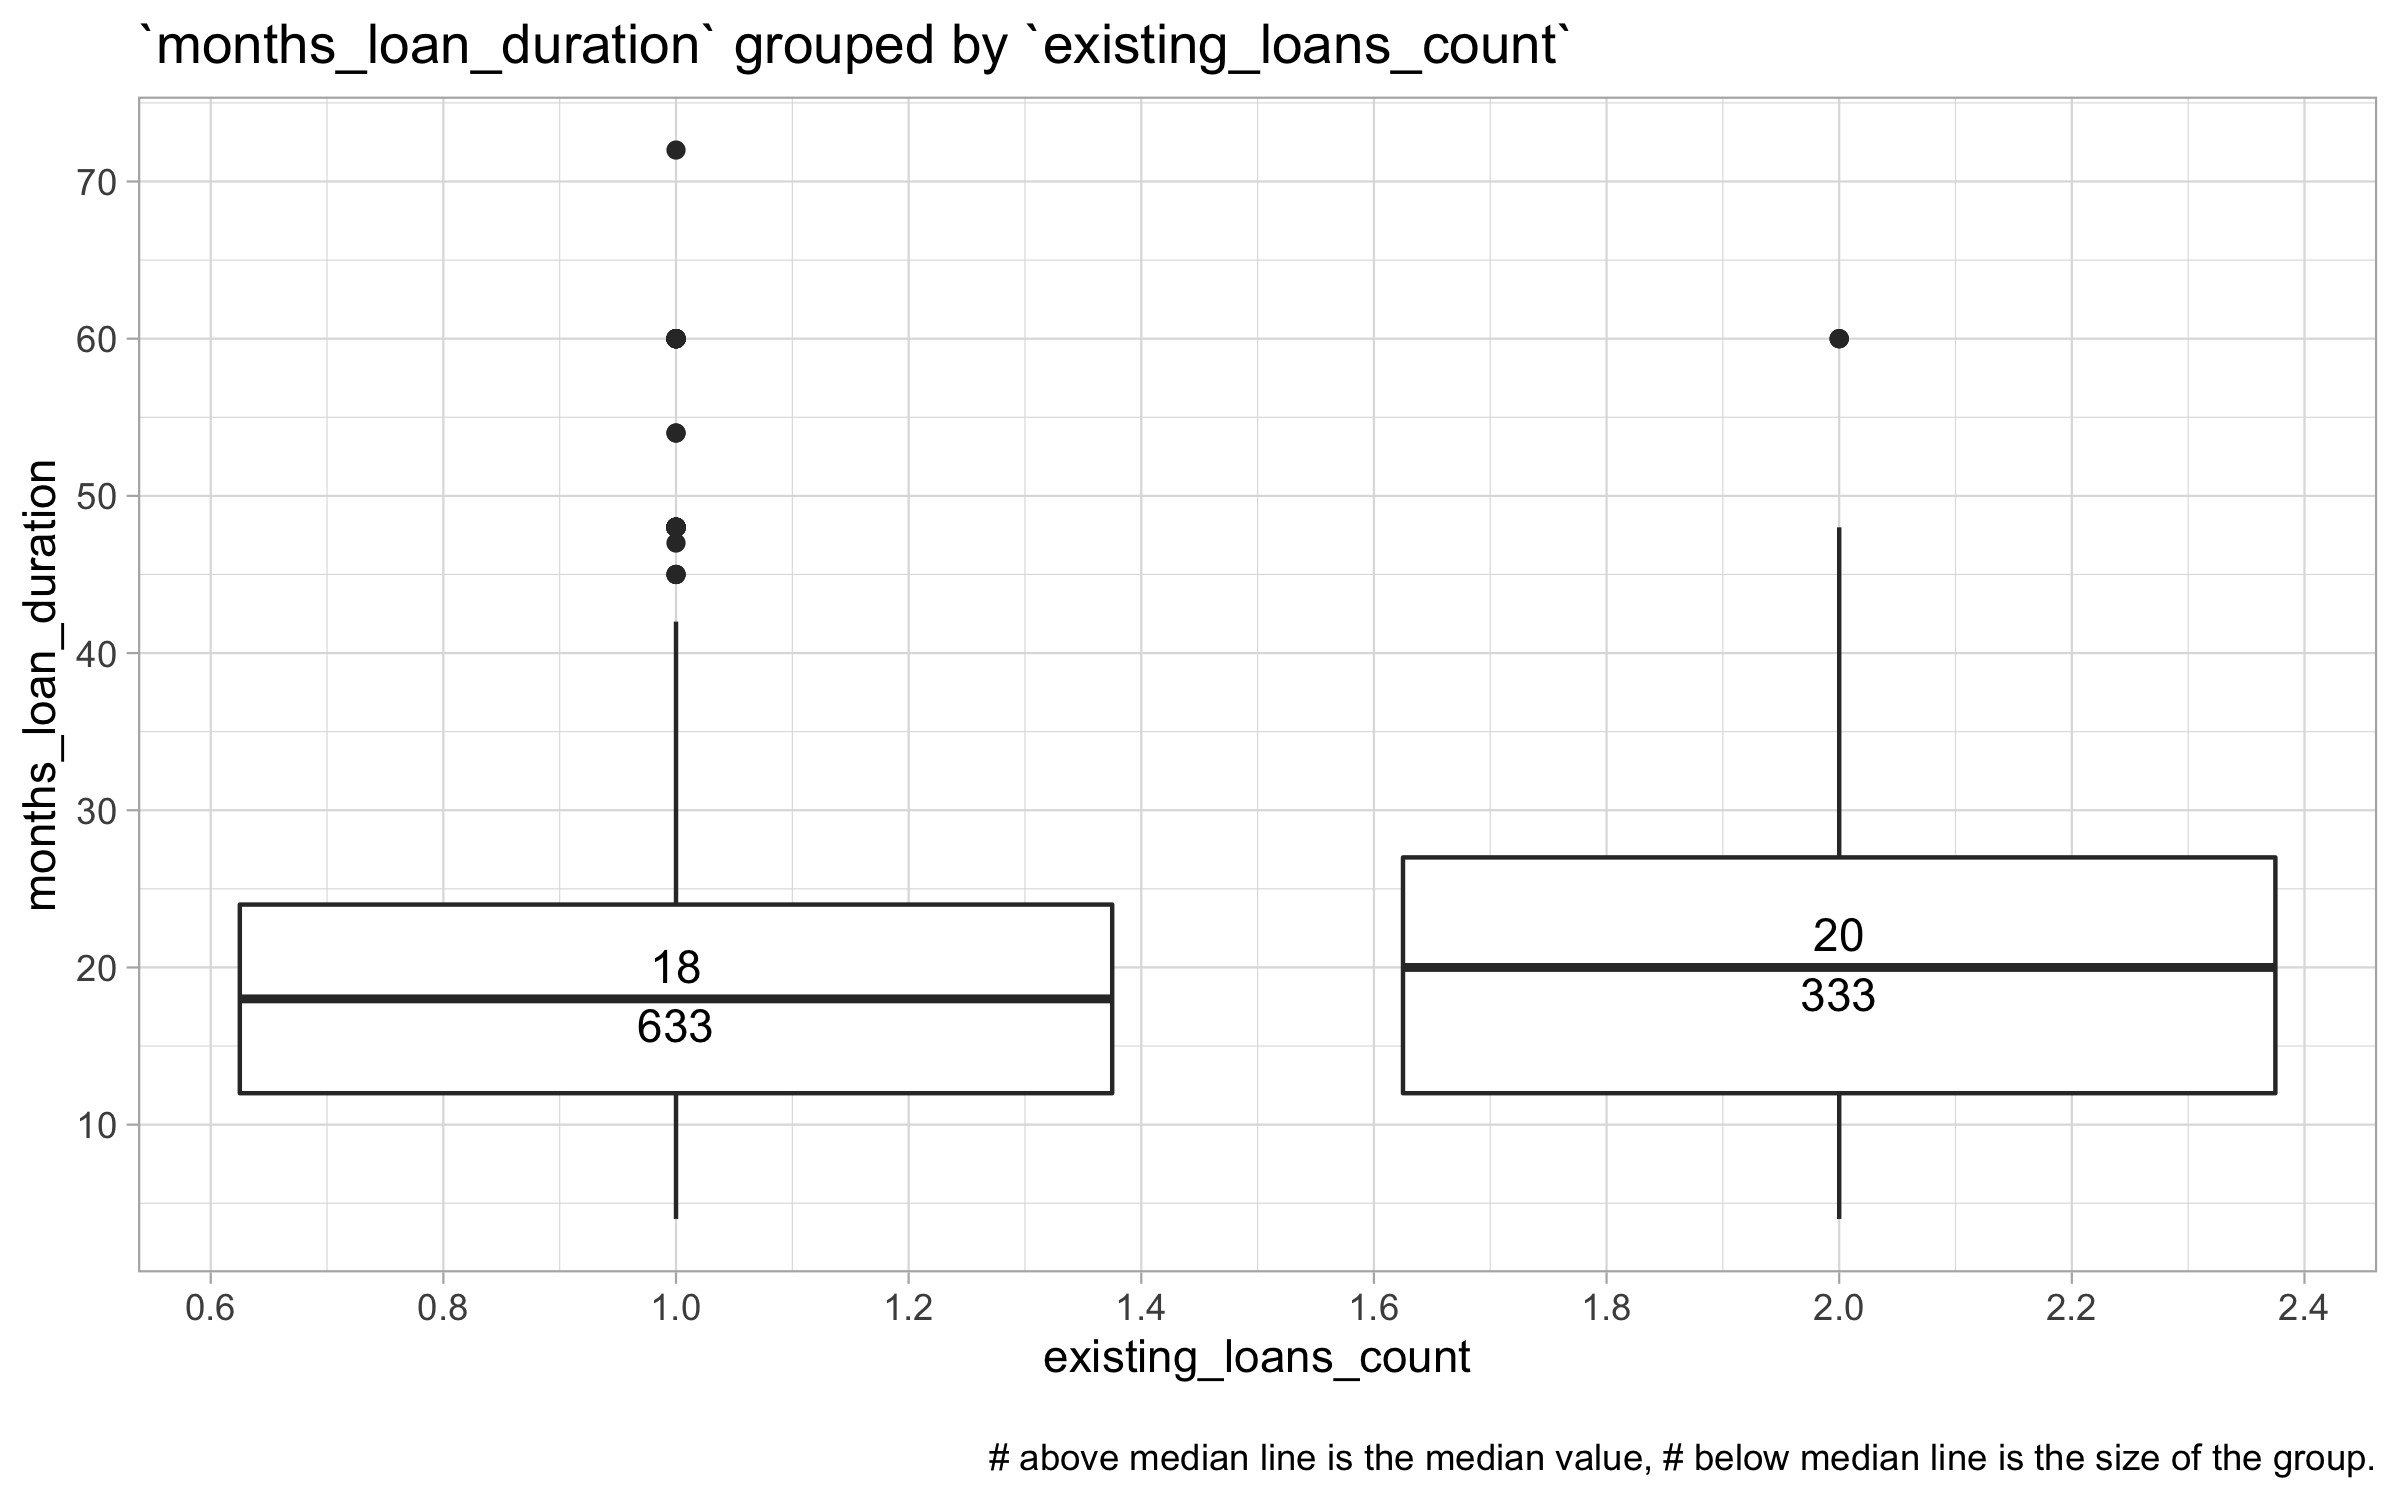 `months_loan_duration` grouped by `existing_loans_count`
months_loan_duration
70
60
50
40
30
20
10
18
633
20
333
0.6 0.8 1.0 1.2 1.4 1.6 1.8 2.0 2.2 2.4
existing_loans_count
# above median line is the median value, # below median line is the size of the group.